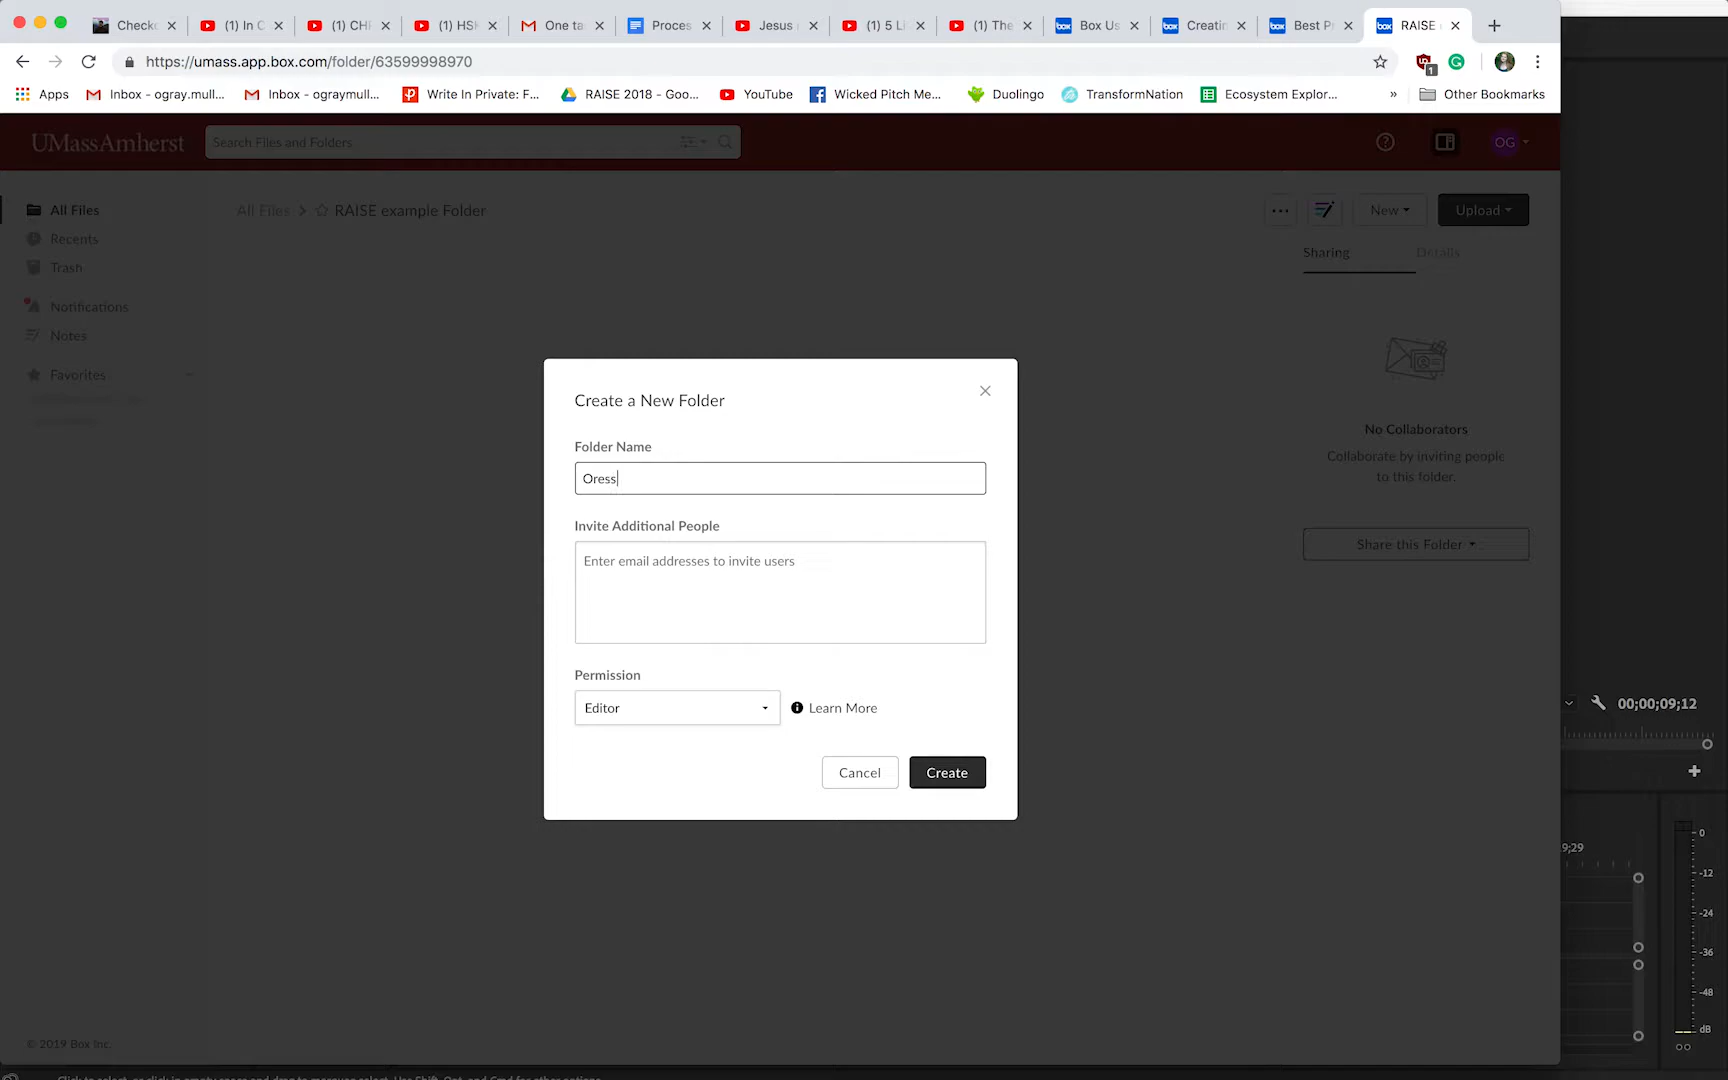 Checke
(1) In C
(1) CHR
(1) HSK
One ta
Proces
Jesus
(1) 5 Li
(1) The
Box Us
Creatin
Best P
RAISE
https://umass.app.box.com/folder/63599998970
1
Apps
Inbox - ogray.mull...
Inbox - ograymull...
Write In Private: F...
RAISE 2018 - Goo...
YouTube
Wicked Pitch Me...
Duolingo
TransformNation
Ecosystem Explor...
»
Other Bookmarks
UMassAmherst
Search Files and Folders
OG
All Files
Recents
Trash
Notifications
Notes
Favorites
All Files > RAISE example Folder
New
Upload
Sharing
Details
No Collaborators
Collaborate by inviting people
to this folder.
Share this Folder
Create a New Folder
Folder Name
Oress
Invite Additional People
Enter email addresses to invite users
Permission
Editor
Learn More
Cancel
Create
© 2019 Box Inc.
00;00;09;12
9;29
0
-12
-24
-36
-48
dB